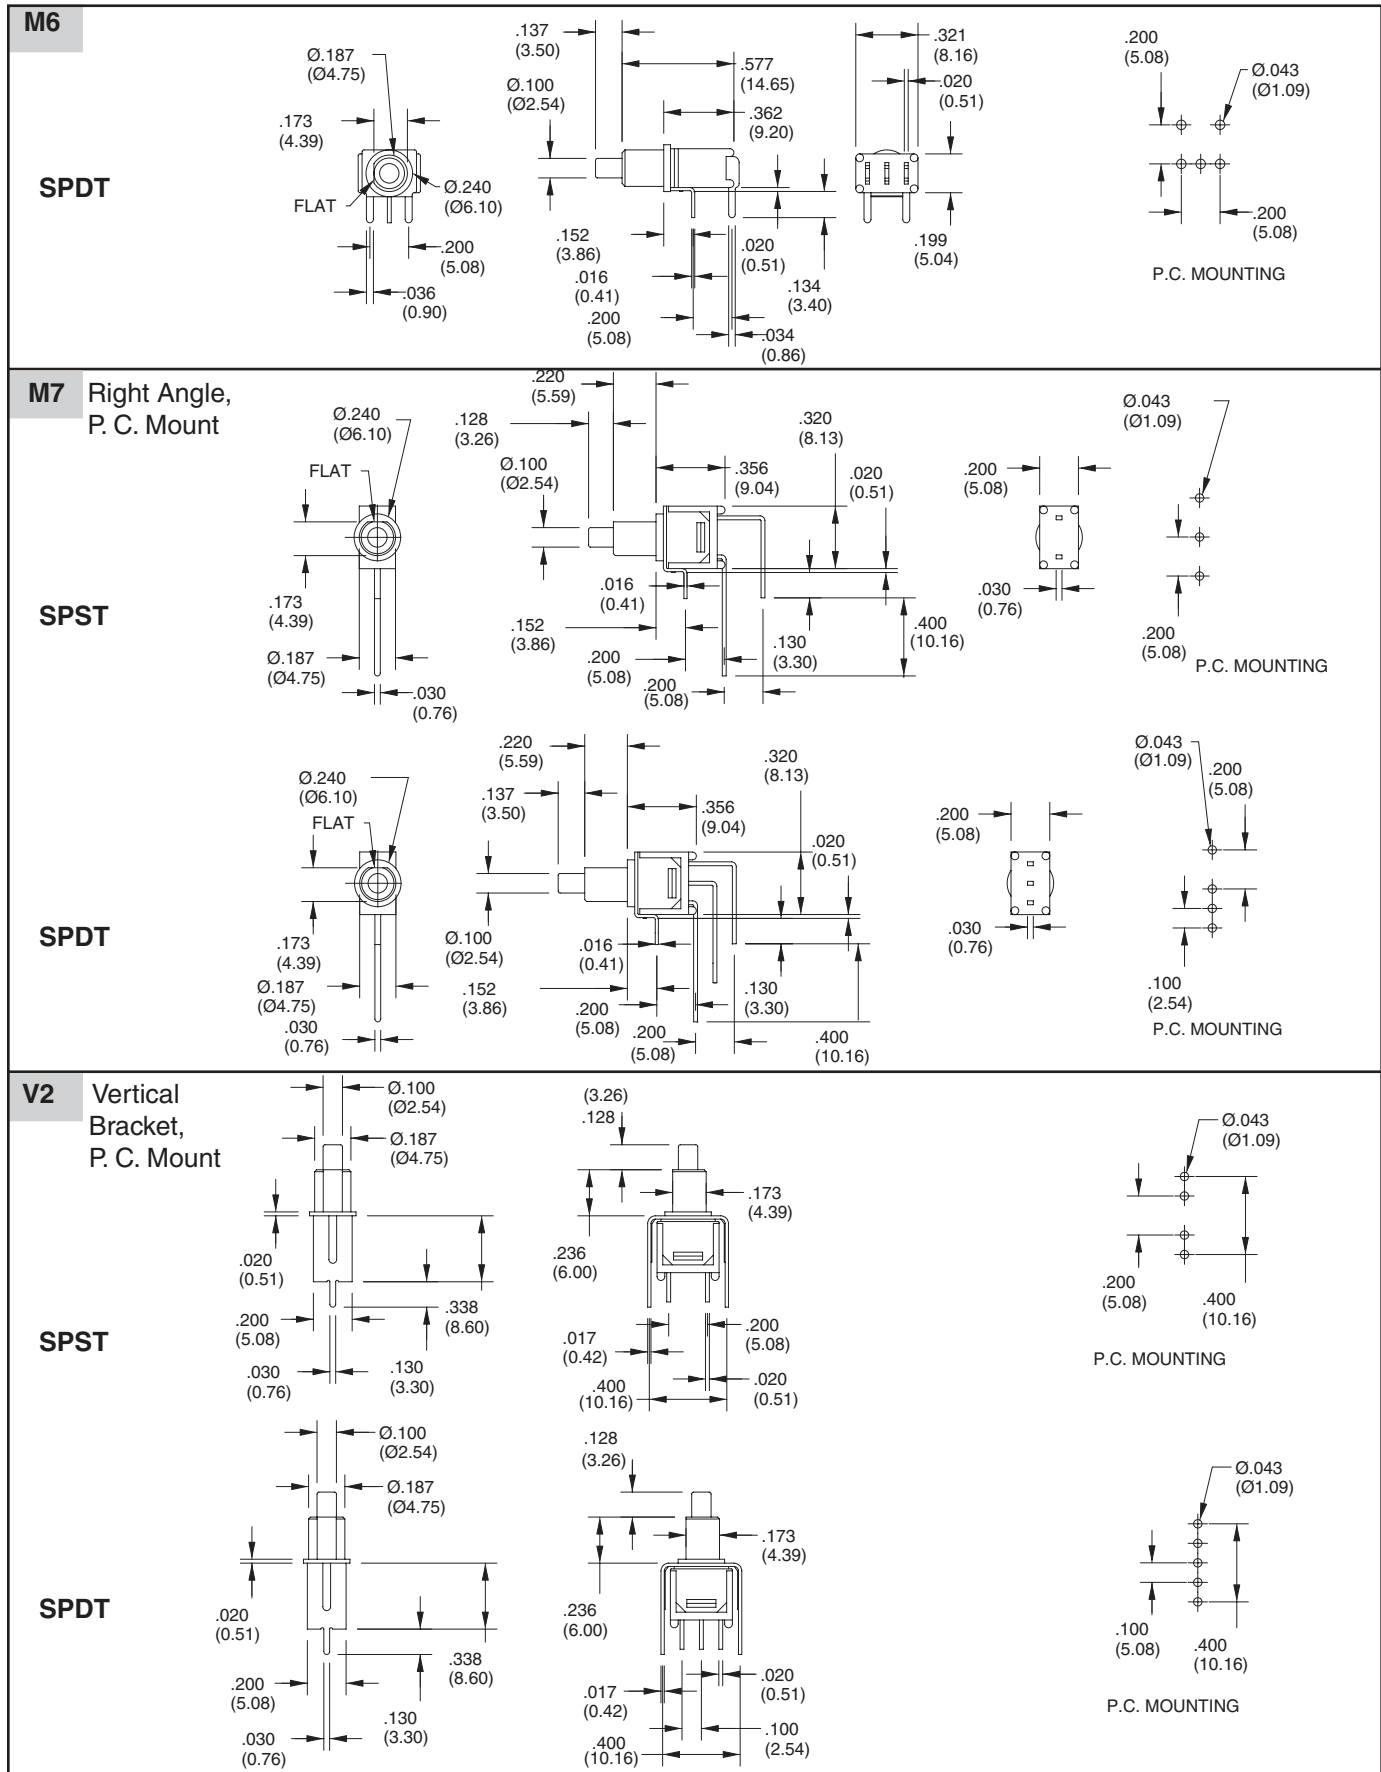 M6
SPDT
Ø.187
(Ø4.75)
.173
(4.39)
FLAT
Ø.240
(Ø6.10)
.200
(5.08)
.036
(0.90)
.137
(3.50)
Ø.100
(Ø2.54)
.577
(14.65)
.362
(9.20)
.152
(3.86)
.016
(0.41)
.200
(5.08)
.020
(0.51)
.134
(3.40)
.034
(0.86)
.321
(8.16)
.020
(0.51)
.199
(5.04)
.200
(5.08)
Ø.043
(Ø1.09)
.200
(5.08)
P.C. MOUNTING
M7 Right Angle,
P. C. Mount
SPST
Ø.240
(Ø6.10)
FLAT
.173
(4.39)
Ø.187
(Ø4.75)
.030
(0.76)
.220
(5.59)
.128
(3.26)
Ø.100
(Ø2.54)
.320
(8.13)
.356
(9.04)
.020
(0.51)
.016
(0.41)
.152
(3.86)
.200
(5.08)
.200
(5.08)
.130
(3.30)
.400
(10.16)
.200
(5.08)
.030
(0.76)
Ø.043
(Ø1.09)
.200
(5.08)
P.C. MOUNTING
SPDT
Ø.240
(Ø6.10)
FLAT
.173
(4.39)
Ø.187
(Ø4.75)
.030
(0.76)
.220
(5.59)
.137
(3.50)
.320
(8.13)
.356
(9.04)
.020
(0.51)
Ø.100
(Ø2.54)
.016
(0.41)
.152
(3.86)
.200
(5.08)
.200
(5.08)
.130
(3.30)
.400
(10.16)
.200
(5.08)
.030
(0.76)
Ø.043
(Ø1.09)
.200
(5.08)
.100
(2.54)
P.C. MOUNTING
V2 Vertical
Bracket,
P. C. Mount
SPST
Ø.100
(Ø2.54)
Ø.187
(Ø4.75)
.020
(0.51)
.200
(5.08)
.338
(8.60)
.030
(0.76)
.130
(3.30)
(3.26)
.128
.173
(4.39)
.236
(6.00)
.017
(0.42)
.200
(5.08)
.400
(10.16)
.020
(0.51)
Ø.043
(Ø1.09)
.200
(5.08)
.400
(10.16)
P.C. MOUNTING
SPDT
Ø.100
(Ø2.54)
Ø.187
(Ø4.75)
.020
(0.51)
.200
(5.08)
.338
(8.60)
.030
(0.76)
.130
(3.30)
.128
(3.26)
.173
(4.39)
.236
(6.00)
.017
(0.42)
.020
(0.51)
.400
(10.16)
.100
(2.54)
Ø.043
(Ø1.09)
.100
(5.08)
.400
(10.16)
P.C. MOUNTING